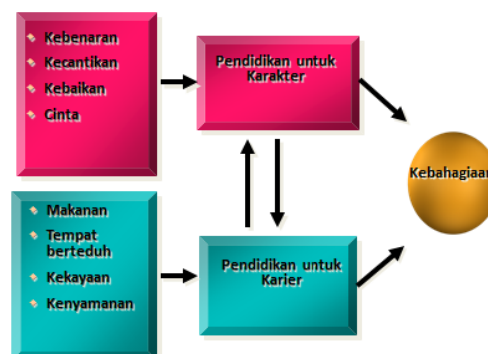 Kebenaran
Kecantikan
Kebaikan
Cinta
Pendidikan untuk
Karakter
Kebahagiaan
Makanan
Tempat
berteduh
Kekayaan
Kenyamanan
Pendidikan untuk
Karier